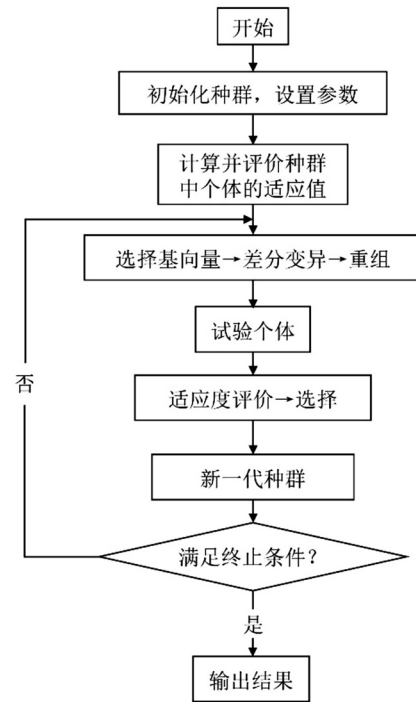 开始
初始化种群，设置参数
计算并评价种群
中个体的适应值
选择基向量→差分变异→重组
试验个体
适应度评价→选择
否
新一代种群
满足终止条件？
是
输出结果